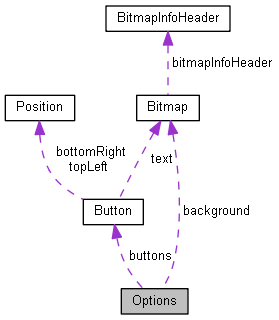 BitmapInfoHeader
bitmapInfoHeader
Position
Bitmap
bottomRight
topLeft
text
Button
background
buttons
Options